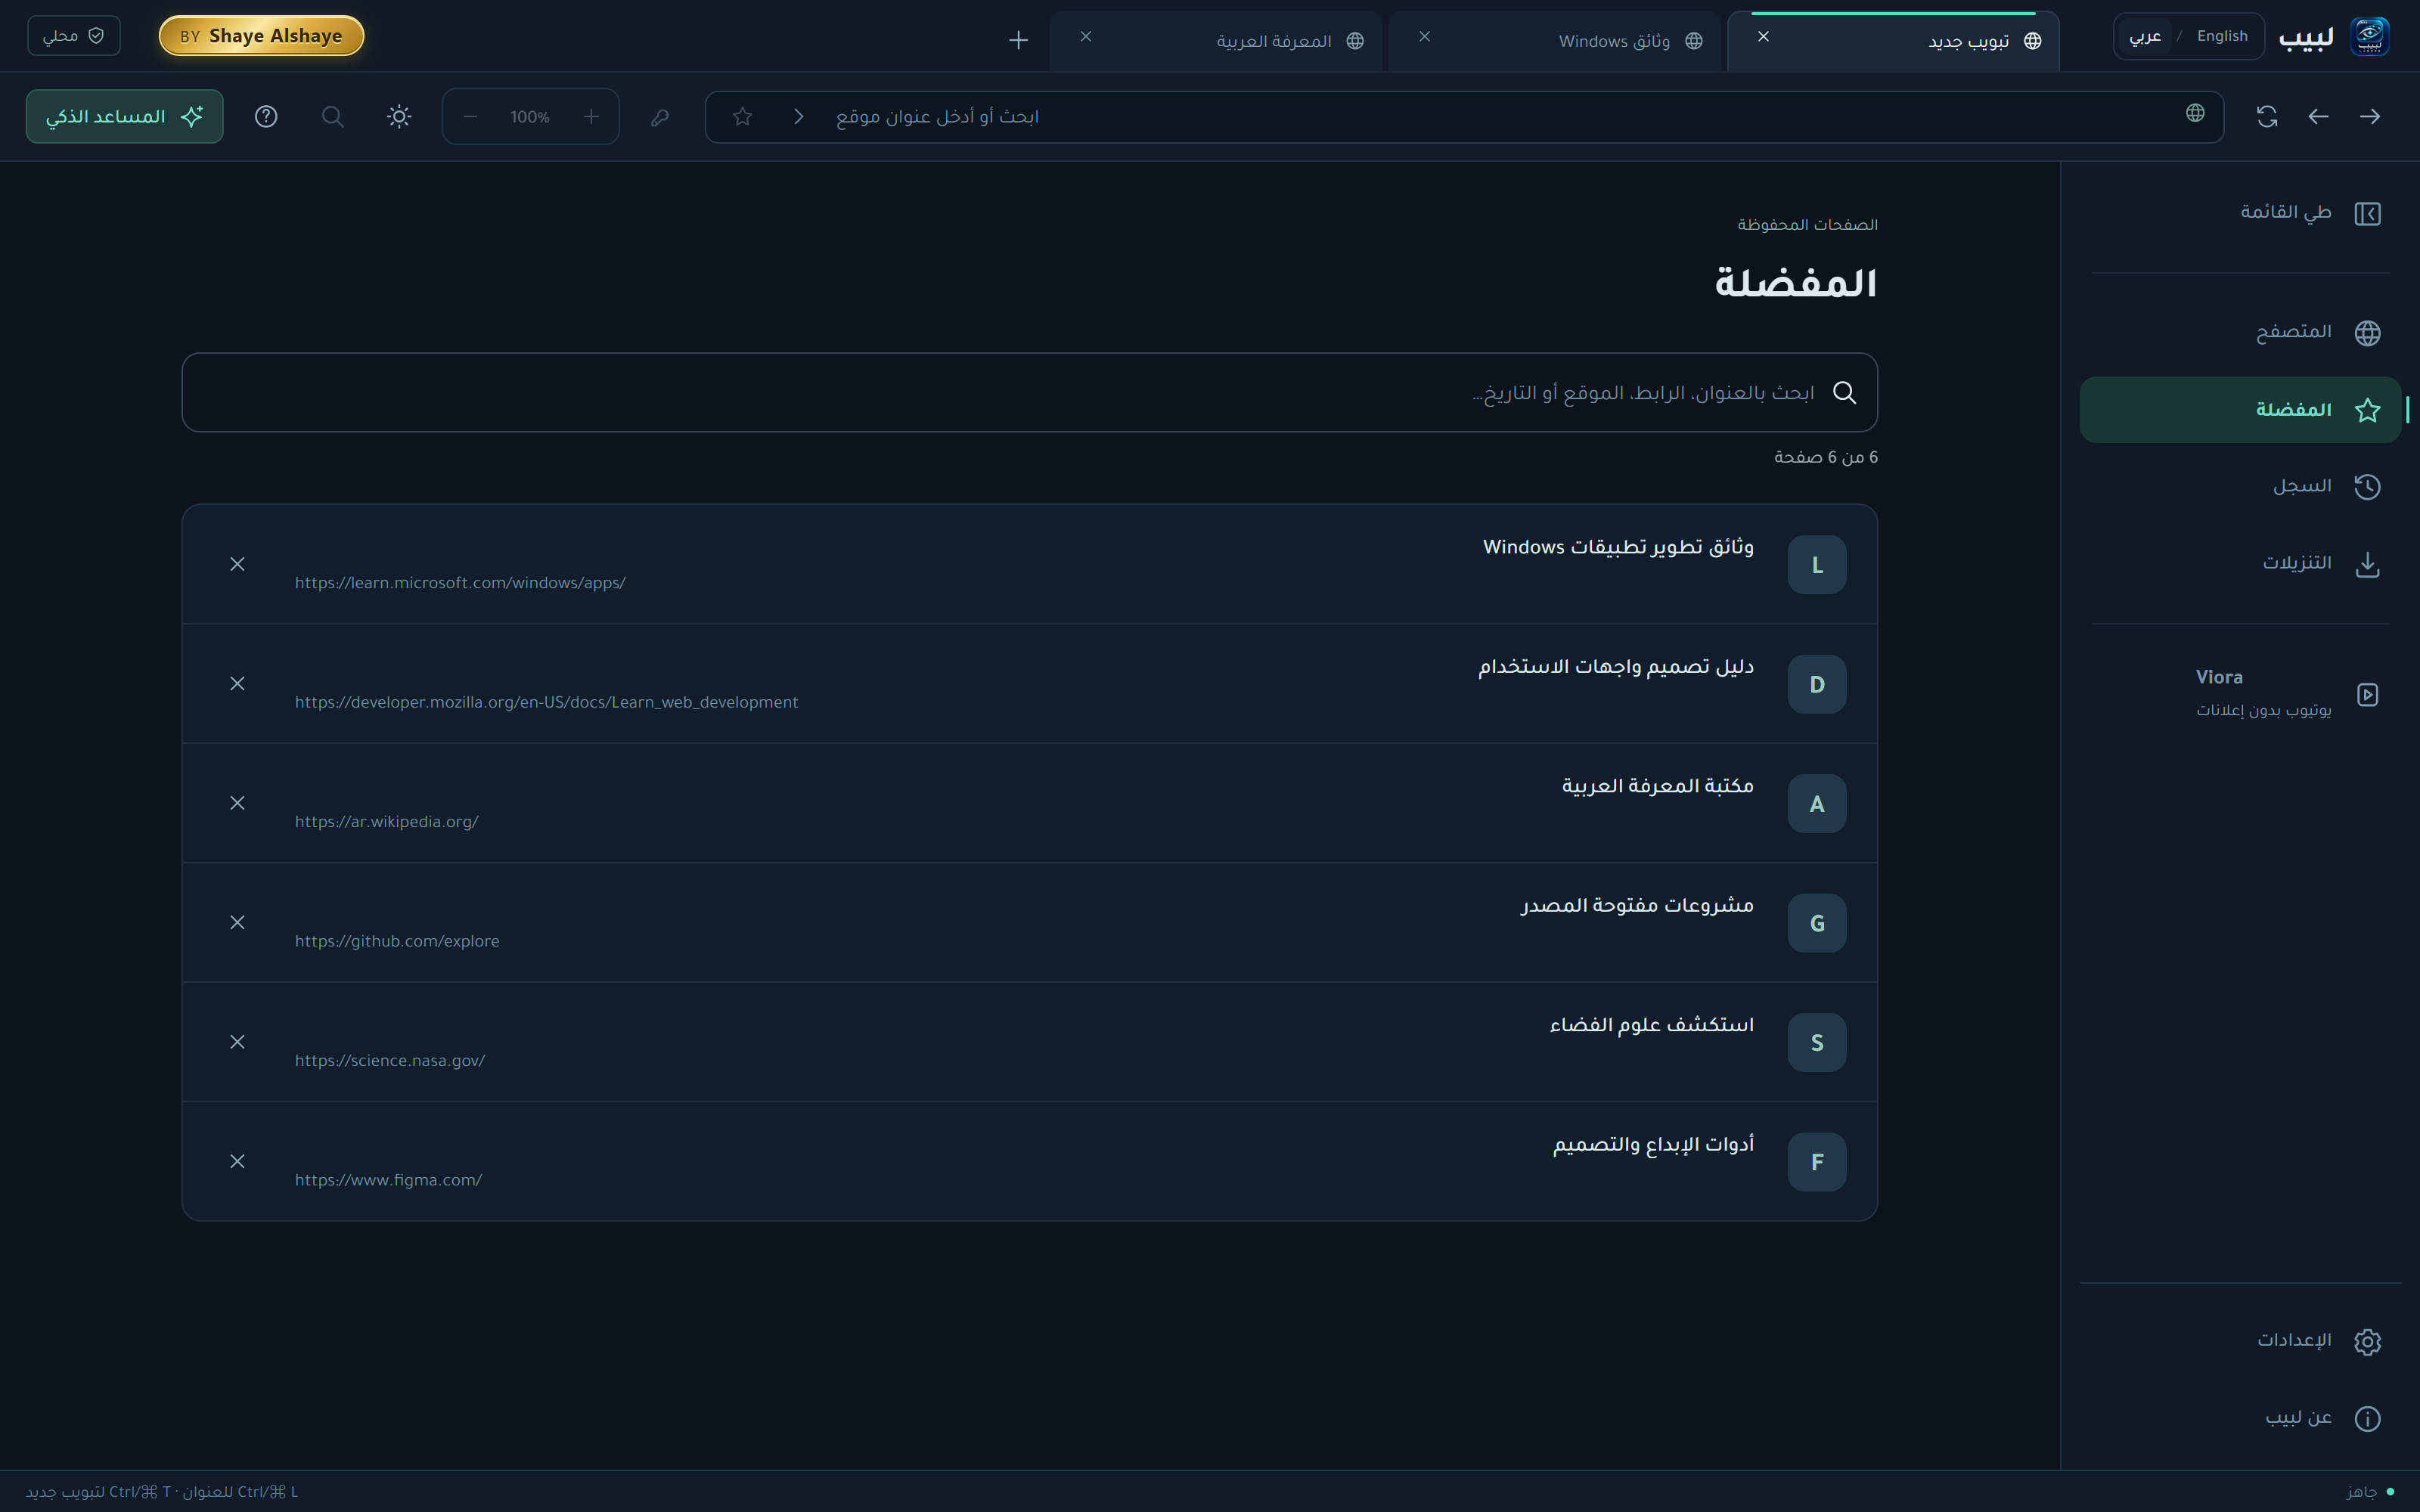 لبيب
English / عربي
تبويب جديد
وثائق Windows
المعرفة العربية
BY Shaye Alshaye
محلي
ابحث أو أدخل عنوان موقع
100%
المساعد الذكي
طي القائمة
المتصفح
المفضلة
السجل
التنزيلات
Viora
يوتيوب بدون إعلانات
الإعدادات
عن لبيب
الصفحات المحفوظة
المفضلة
ابحث بالعنوان، الرابط، الموقع أو التاريخ...
6 من 6 صفحة
L
وثائق تطوير تطبيقات Windows
https://learn.microsoft.com/windows/apps/
D
دليل تصميم واجهات الاستخدام
https://developer.mozilla.org/en-US/docs/Learn_web_development
A
مكتبة المعرفة العربية
https://ar.wikipedia.org/
G
مشروعات مفتوحة المصدر
https://github.com/explore
S
استكشف علوم الفضاء
https://science.nasa.gov/
F
أدوات الإبداع والتصميم
https://www.figma.com/
جاهز
Ctrl/⌘ L للعنوان · Ctrl/⌘ T لتبويب جديد